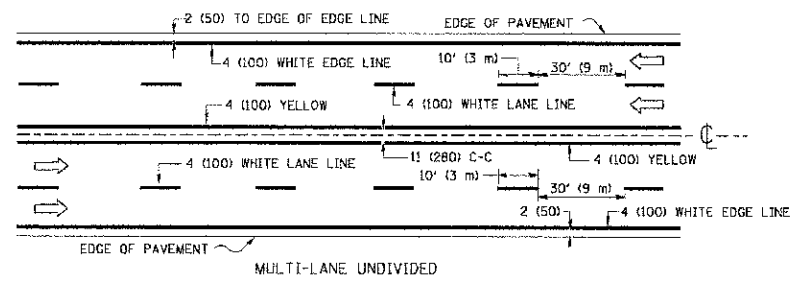 2 (50) TO EDGE OF EDGE LINE
EDGE OF PAVEMENT
4 (100) WHITE EDGE LINE
10' (3 m)
30' (9 m)
4 (100) YELLOW
4 (100) WHITE LANE LINE
℄
4 (100) WHITE LANE LINE
11 (280) C-C
4 (100) YELLOW
10' (3 m)
30' (9 m)
2 (50)
4 (100) WHITE EDGE LINE
EDGE OF PAVEMENT
MULTI-LANE UNDIVIDED